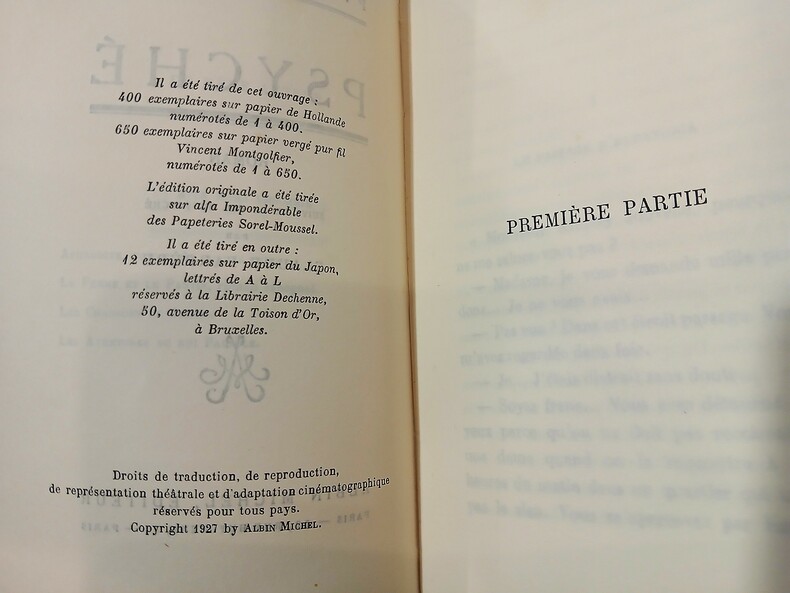 Il a été tiré de cet ouvrage :
400 exemplaires sur papier de Hollande
numérotés de 1 à 400.
650 exemplaires sur papier vergé pur fil
Vincent Montgolfier,
numérotés de 1 à 650.
L'édition originale a été tirée
sur alfa Impondérable
des Papeteries Sorel-Moussel.
Il a été tiré en outre :
12 exemplaires sur papier du Japon,
lettrés de A à L
réservés à la Librairie Dechenne,
50, avenue de la Toison d'Or,
à Bruxelles.
Droits de traduction, de reproduction,
de représentation théâtrale et d'adaptation cinématographique
réservés pour tous pays.
Copyright 1927 by ALBIN MICHEL.
PREMIÈRE PARTIE
PSYCHÉ